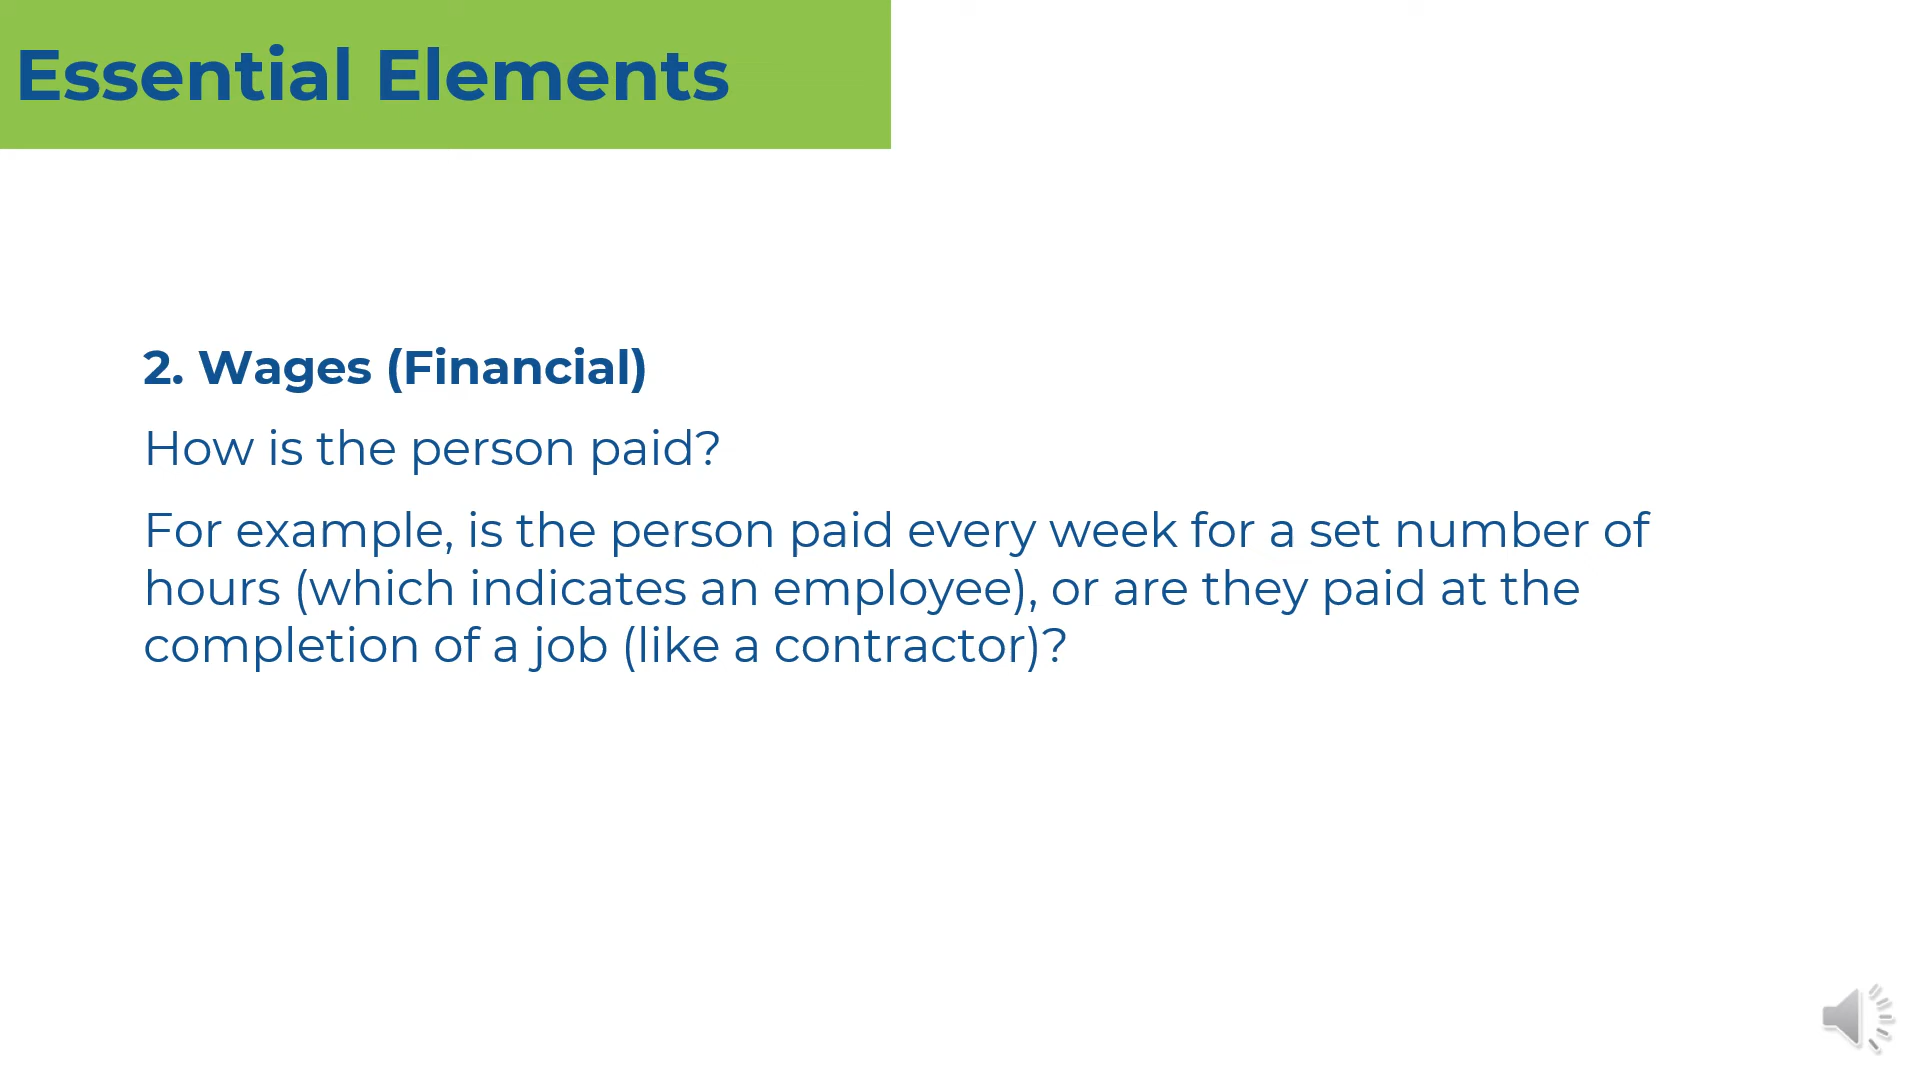 Essential Elements
2. Wages (Financial)
How is the person paid?
For example, is the person paid every week for a set number of
hours (which indicates an employee), or are they paid at the
completion of a job (like a contractor)?